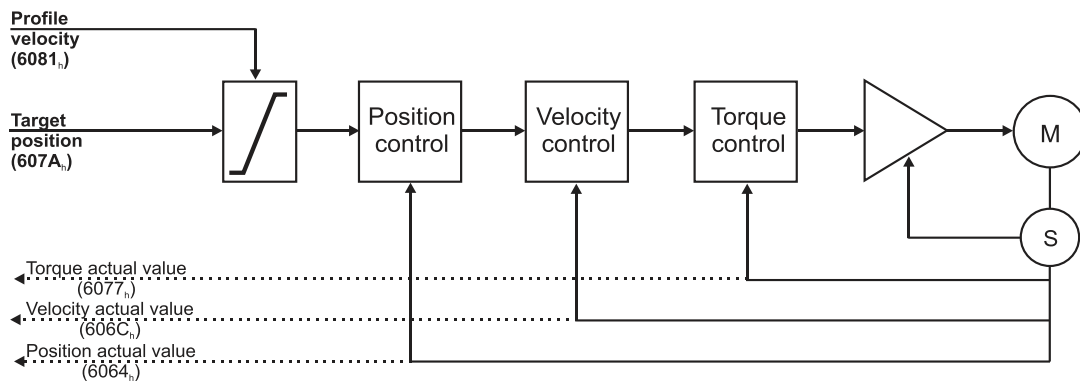 Profile
velocity
(6081h)
Target
position
(607Ah)
Position
control
Velocity
control
Torque
control
M
S
Torque actual value
(6077h)
Velocity actual value
(606Ch)
Position actual value
(6064h)